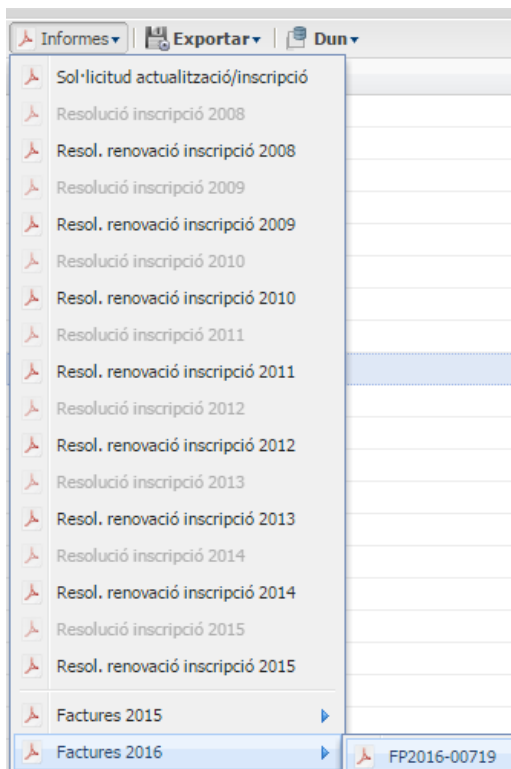 Informes Exportar Dun
Sol·licitud actualització/inscripció
Resolució inscripció 2008
Resol. renovació inscripció 2008
Resolució inscripció 2009
Resol. renovació inscripció 2009
Resolució inscripció 2010
Resol. renovació inscripció 2010
Resolució inscripció 2011
Resol. renovació inscripció 2011
Resolució inscripció 2012
Resol. renovació inscripció 2012
Resolució inscripció 2013
Resol. renovació inscripció 2013
Resolució inscripció 2014
Resol. renovació inscripció 2014
Resolució inscripció 2015
Resol. renovació inscripció 2015
Factures 2015
Factures 2016 FP2016-00719